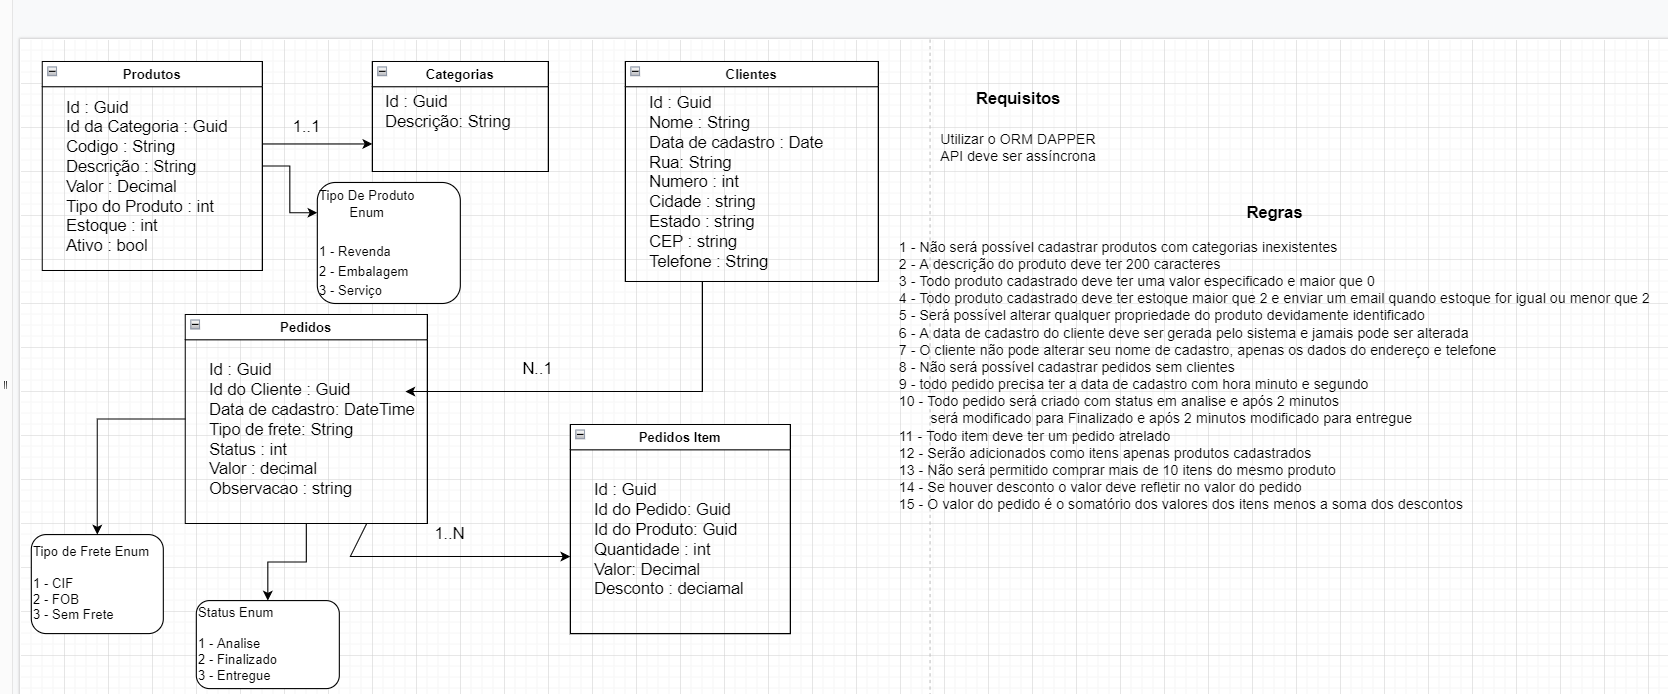 Produtos
Id : Guid
Id da Categoria : Guid
Codigo : String
Descrição : String
Valor : Decimal
Tipo do Produto : int
Estoque : int
Ativo : bool
1..1
Categorias
Id : Guid
Descrição: String
Tipo De Produto
Enum
1 - Revenda
2 - Embalagem
3 - Serviço
Clientes
Id : Guid
Nome : String
Data de cadastro : Date
Rua: String
Numero : int
Cidade : string
Estado : string
CEP : string
Telefone : String
N..1
Pedidos
Id : Guid
Id do Cliente : Guid
Data de cadastro: DateTime
Tipo de frete: String
Status : int
Valor : decimal
Observacao : string
1..N
Pedidos Item
Id : Guid
Id do Pedido: Guid
Id do Produto: Guid
Quantidade : int
Valor: Decimal
Desconto : deciamal
Tipo de Frete Enum
1 - CIF
2 - FOB
3 - Sem Frete
Status Enum
1 - Analise
2 - Finalizado
3 - Entregue
Requisitos
Utilizar o ORM DAPPER
API deve ser assíncrona
Regras
1 - Não será possível cadastrar produtos com categorias inexistentes
2 - A descrição do produto deve ter 200 caracteres
3 - Todo produto cadastrado deve ter uma valor especificado e maior que 0
4 - Todo produto cadastrado deve ter estoque maior que 2 e enviar um email quando estoque for igual ou menor que 2
5 - Será possível alterar qualquer propriedade do produto devidamente identificado
6 - A data de cadastro do cliente deve ser gerada pelo sistema e jamais pode ser alterada
7 - O cliente não pode alterar seu nome de cadastro, apenas os dados do endereço e telefone
8 - Não será possível cadastrar pedidos sem clientes
9 - todo pedido precisa ter a data de cadastro com hora minuto e segundo
10 - Todo pedido será criado com status em analise e após 2 minutos
será modificado para Finalizado e após 2 minutos modificado para entregue
11 - Todo item deve ter um pedido atrelado
12 - Serão adicionados como itens apenas produtos cadastrados
13 - Não será permitido comprar mais de 10 itens do mesmo produto
14 - Se houver desconto o valor deve refletir no valor do pedido
15 - O valor do pedido é o somatório dos valores dos itens menos a soma dos descontos